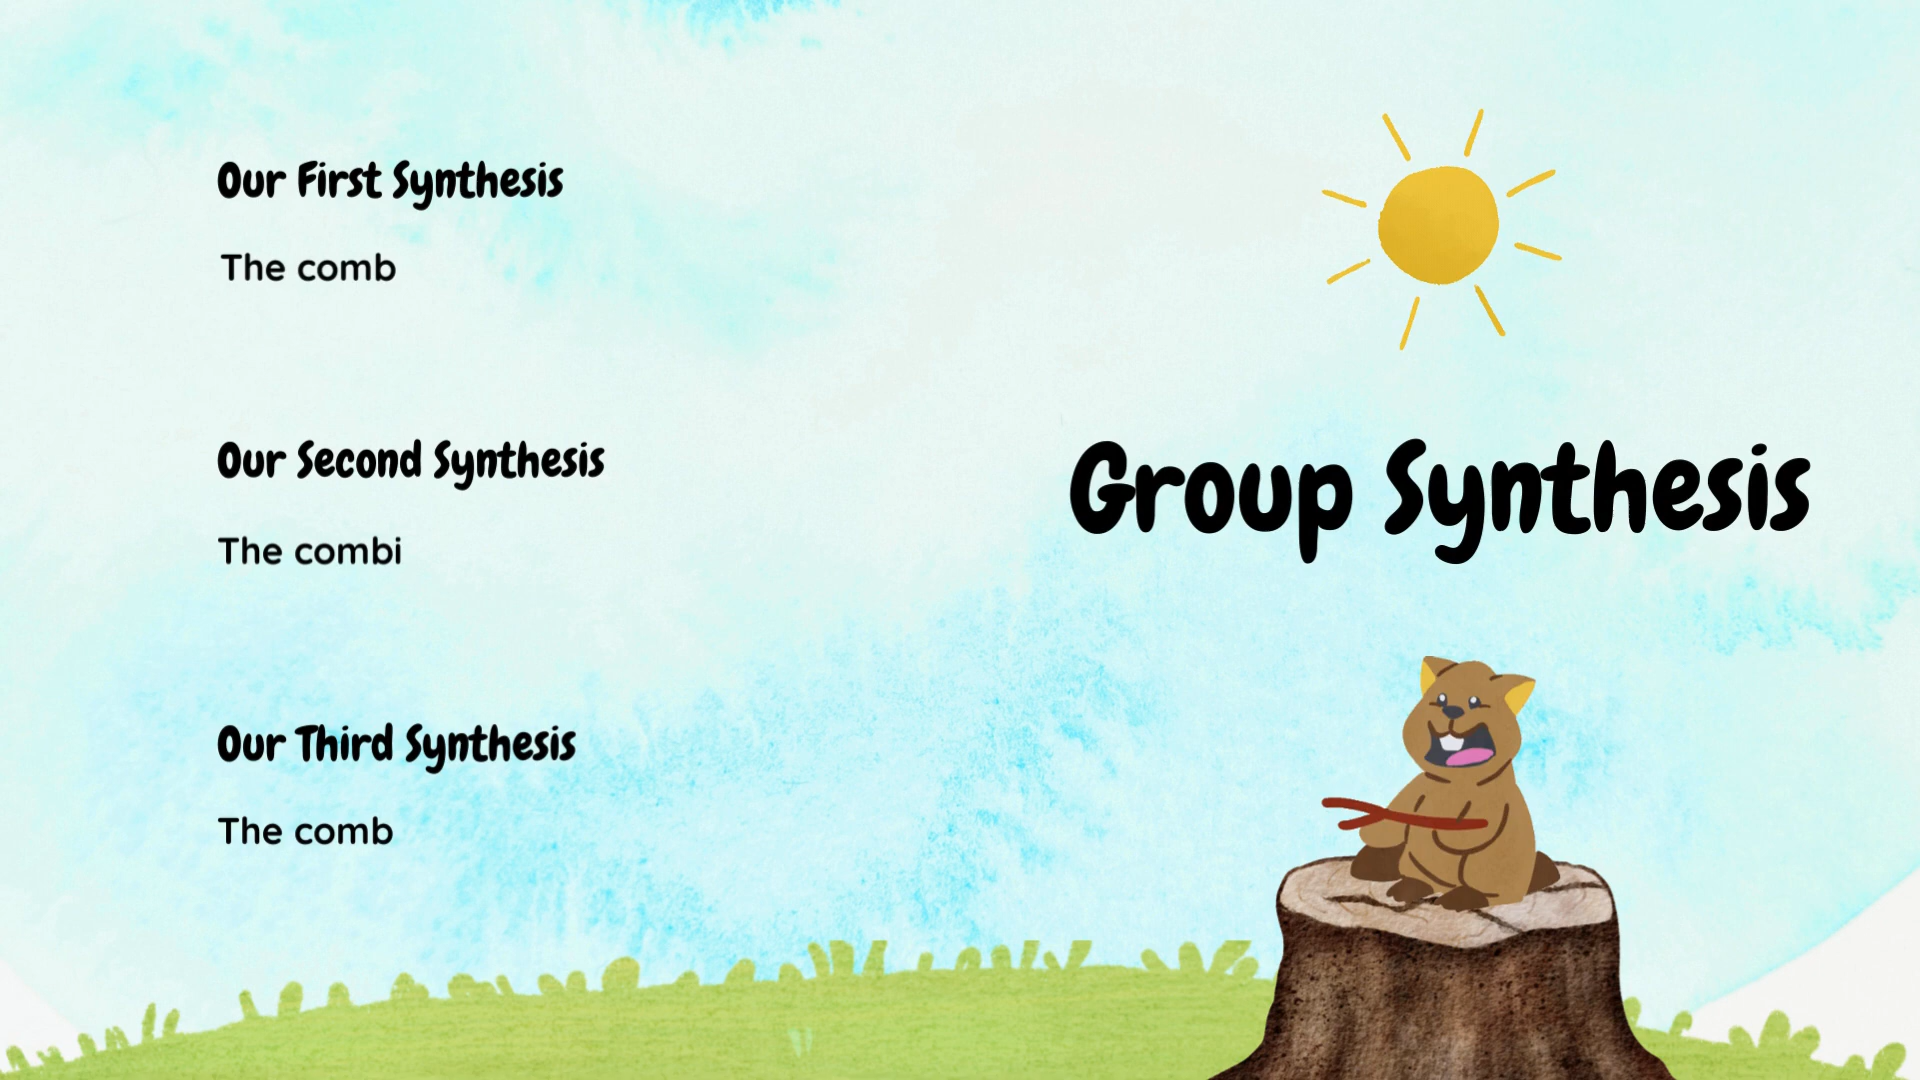 Our First Synthesis
The comb
Our Second Synthesis
The combi
Our Third Synthesis
The comb
Group Synthesis